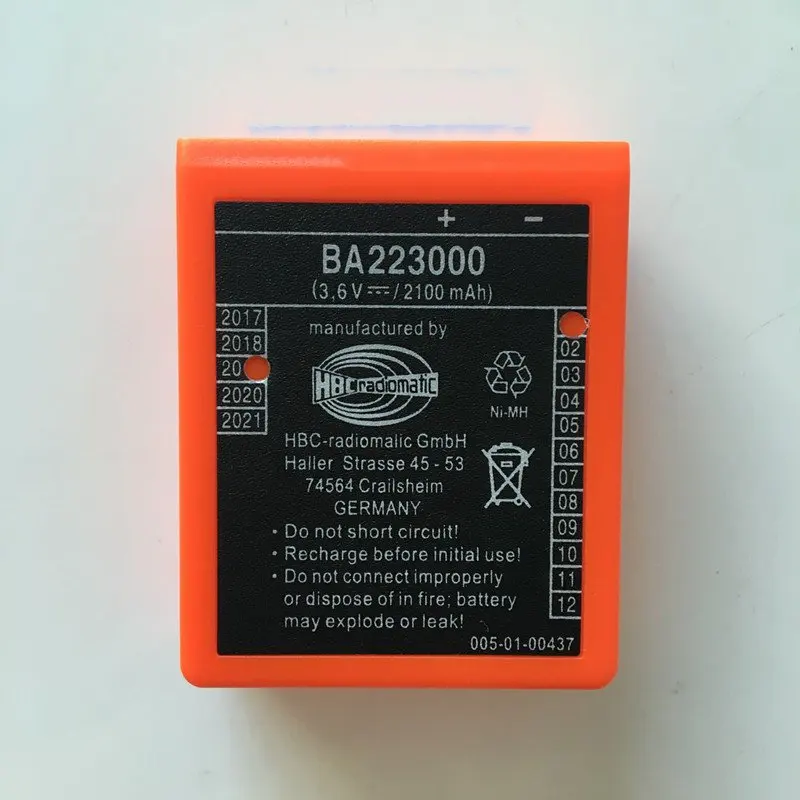 + −
BA223000
(3,6V⎓/2100 mAh)
2017
2018
20
2020
2021
manufactured by
HBC radiomatic
Ni-MH
HBC-radiomalic GmbH
Haller Strasse 45 - 53
74564 Crailsheim
GERMANY
• Do not short circuit!
• Recharge before initial use!
• Do not connect improperly
or dispose of in fire; battery
may explode or leak!
02
03
04
05
06
07
08
09
10
11
12
005-01-00437